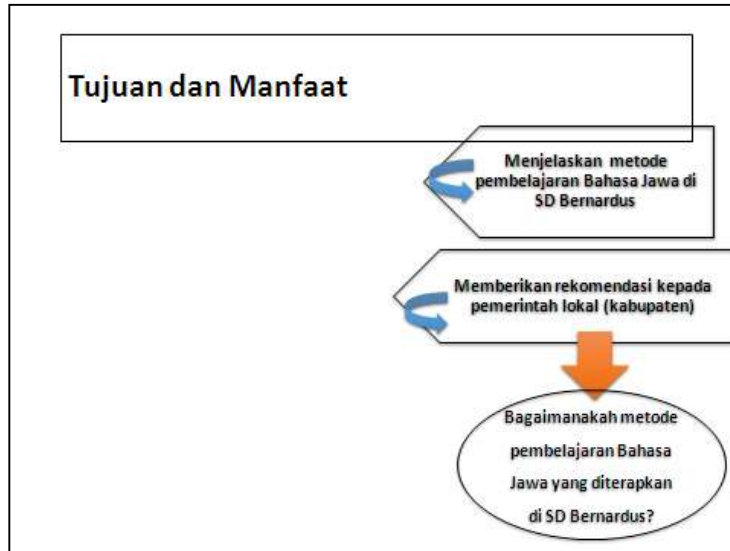 Tujuan dan Manfaat
Menjelaskan metode
pembelajaran Bahasa Jawa di
SD Bernardus
Memberikan rekomendasi kepada
pemerintah lokal (kabupaten)
Bagaimanakah metode
pembelajaran Bahasa
Jawa yang diterapkan
di SD Bernardus?